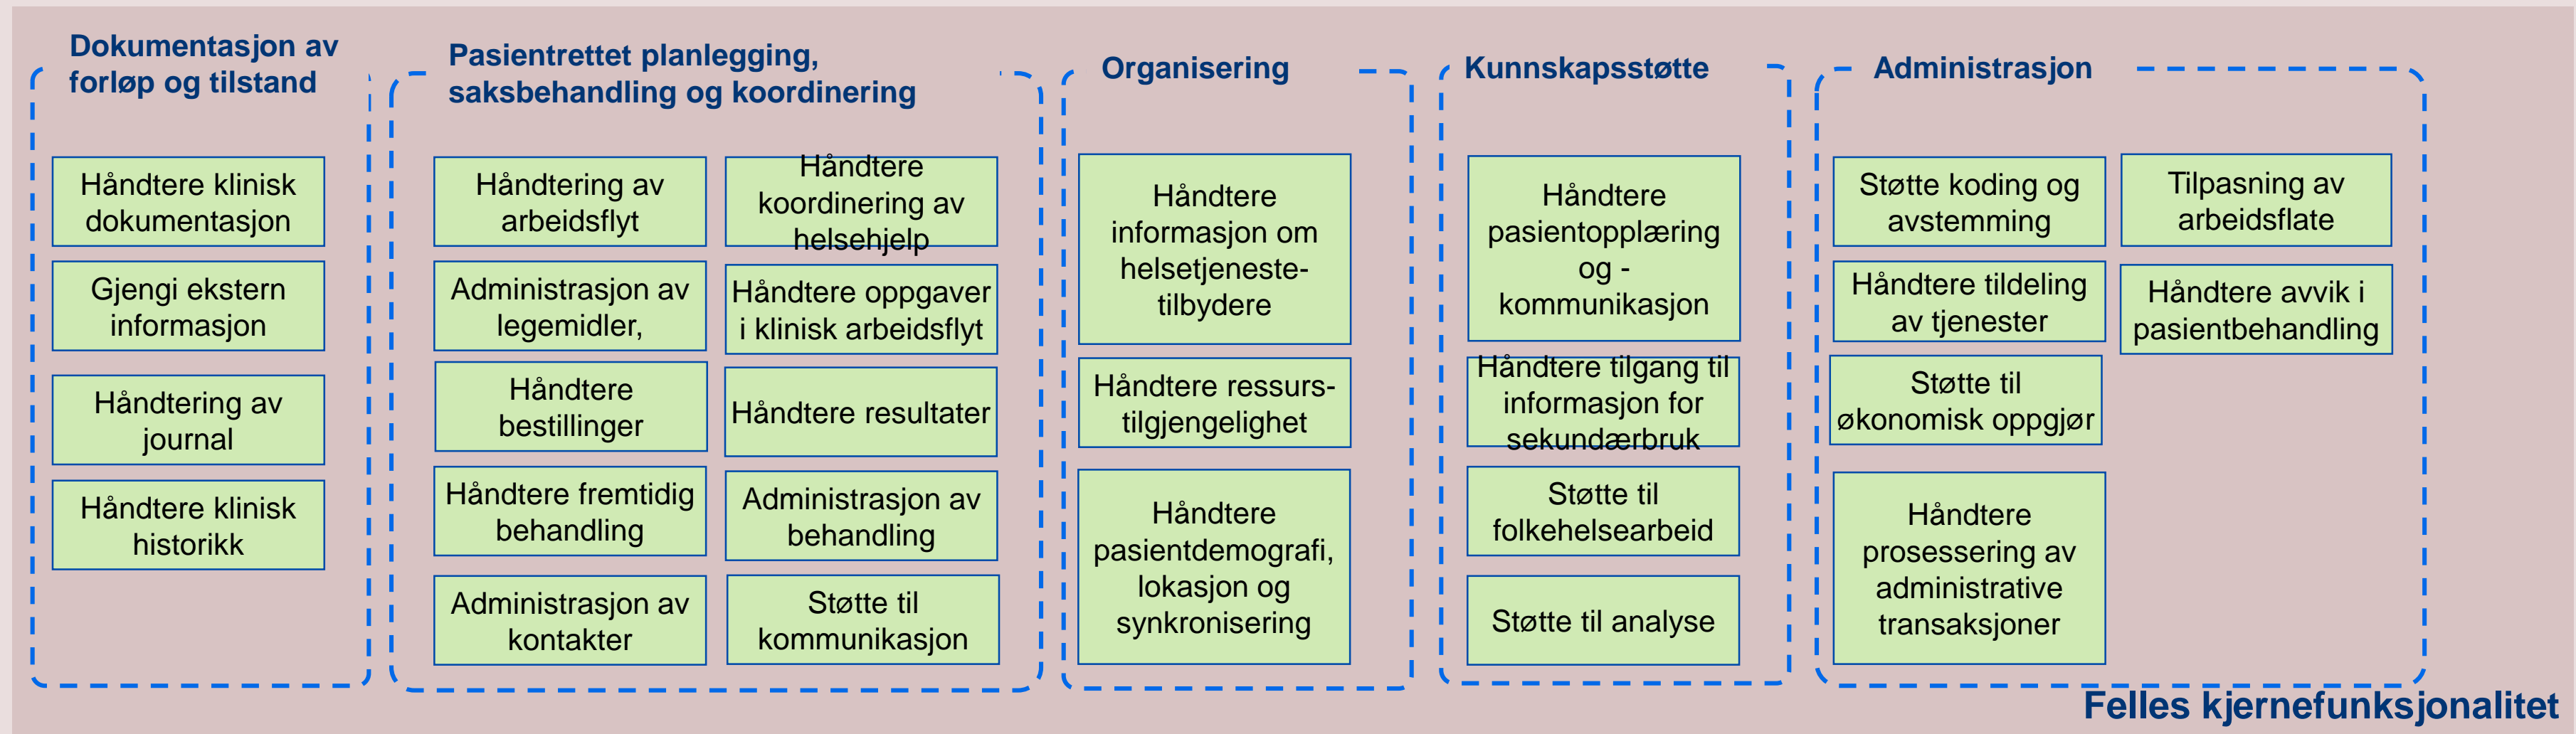 Dokumentasjon av
forløp og tilstand
Håndtere klinisk
dokumentasjon
Gjengi ekstern
informasjon
Håndtering av
journal
Håndtere klinisk
historikk
Pasientrettet planlegging,
saksbehandling og koordinering
Håndtering av
arbeidsflyt
Administrasjon av
legemidler,
Håndtere
bestillinger
Håndtere fremtidig
behandling
Administrasjon av
kontakter
Håndtere
koordinering av
helsehjelp
Håndtere oppgaver
i klinisk arbeidsflyt
Håndtere resultater
Administrasjon av
behandling
Støtte til
kommunikasjon
Organisering
Håndtere
informasjon om
helsetjeneste-
tilbydere
Håndtere ressurs-
tilgjengelighet
Håndtere
pasientdemografi,
lokasjon og
synkronisering
Kunnskapsstøtte
Håndtere
pasientopplæring
og -
kommunikasjon
Håndtere tilgang til
informasjon for
sekundærbruk
Støtte til
folkehelsearbeid
Støtte til analyse
Administrasjon
Støtte koding og
avstemming
Håndtere tildeling
av tjenester
Støtte til
økonomisk oppgjør
Håndtere
prosessering av
administrative
transaksjoner
Tilpasning av
arbeidsflate
Håndtere avvik i
pasientbehandling
Felles kjernefunksjonalitet